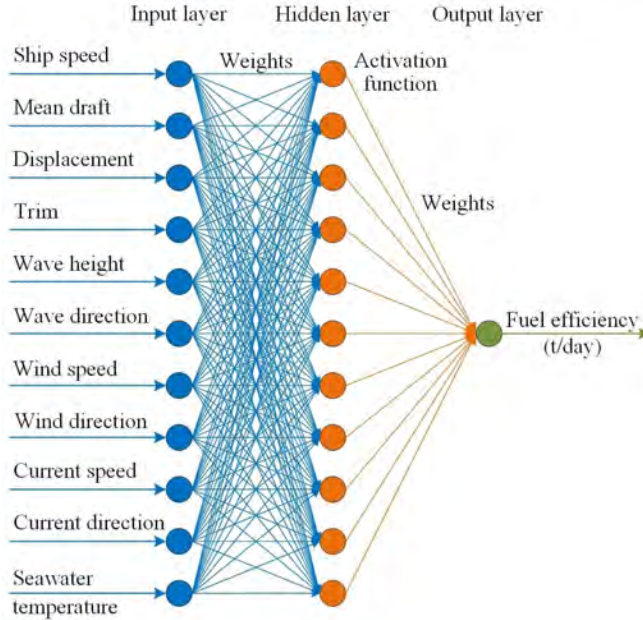 Input layer
Hidden layer
Output layer
Ship speed
Weights
Activation
function
Mean draft
Displacement
Trim
Weights
Wave height
Wave direction
Fuel efficiency
(t/day)
Wind speed
Wind direction
Current speed
Current direction
Seawater
temperature